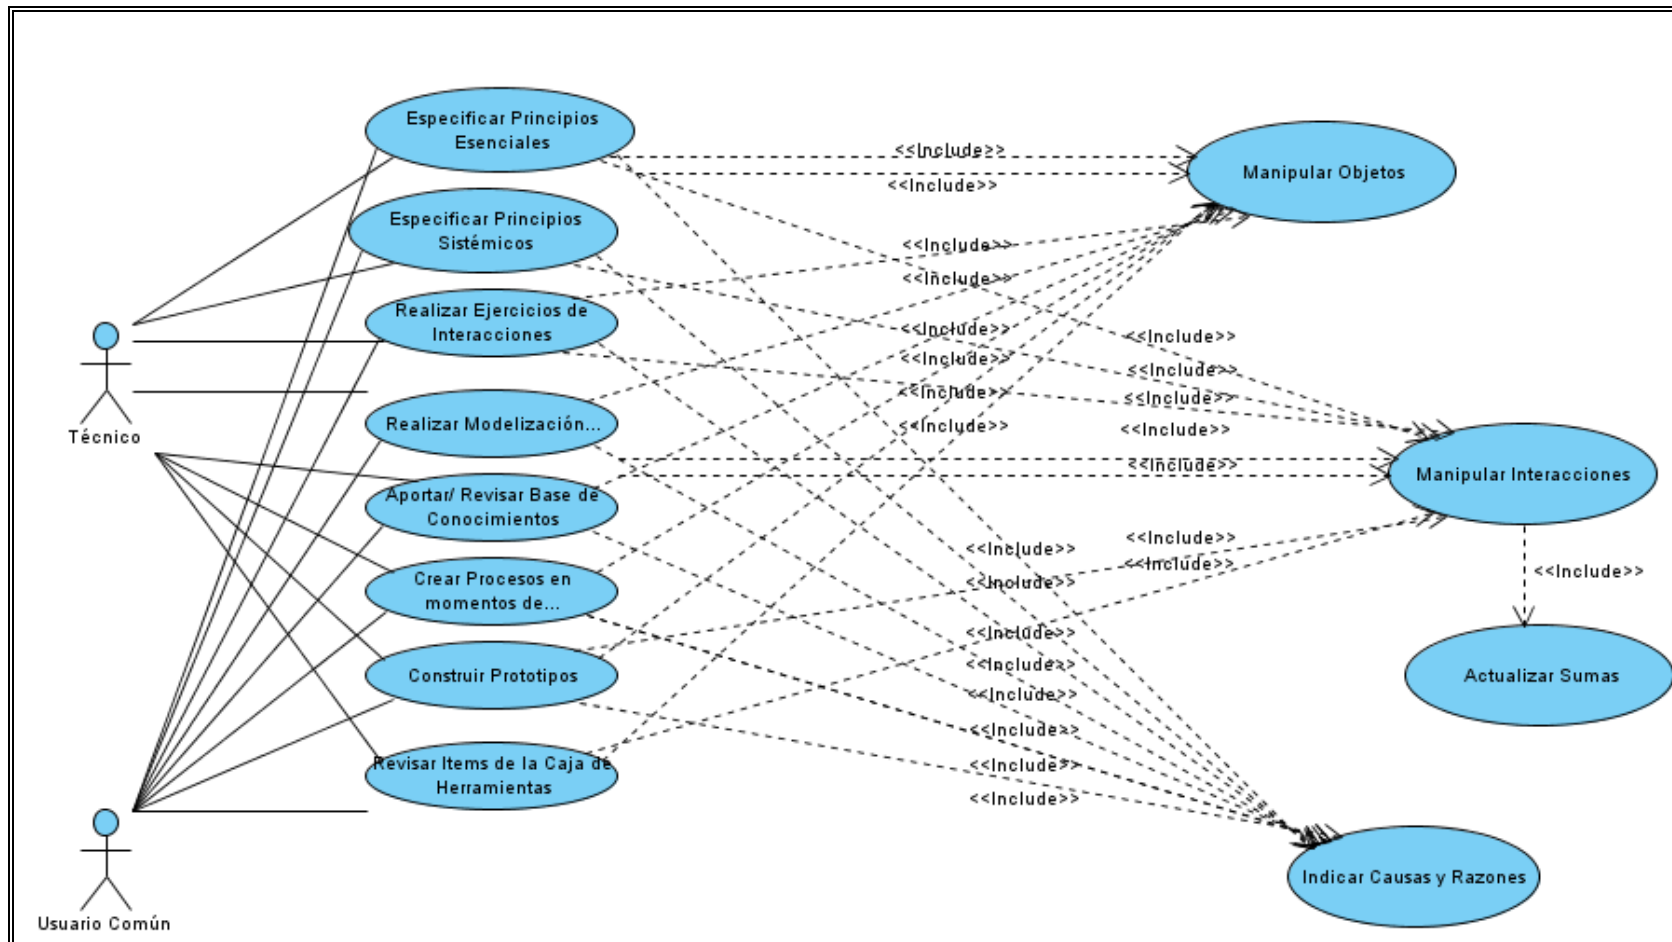 Especificar Principios
Esenciales
<<Include>>
<<Include>>
Manipular Objetos
Especificar Principios
Sistémicos
<<Include>>
<<Include>>
Realizar Ejercicios de
Interacciones
<<Include>>
<<Include>>
<<Include>>
<<Include>>
<<Include>>
<<Include>>
Técnico
Realizar Modelización...
<<Include>>
<<Include>>
<<Include>>
Manipular Interacciones
Aportar/ Revisar Base de
Conocimientos
<<Include>>
<<Include>>
<<Include>>
<<Include>>
<<Include>>
Crear Procesos en
momentos de...
<<Include>>
<<Include>>
<<Include>>
Construir Prototipos
Actualizar Sumas
<<Include>>
<<Include>>
Revisar Items de la Caja de
Herramientas
<<Include>>
<<Include>>
Indicar Causas y Razones
Usuario Común